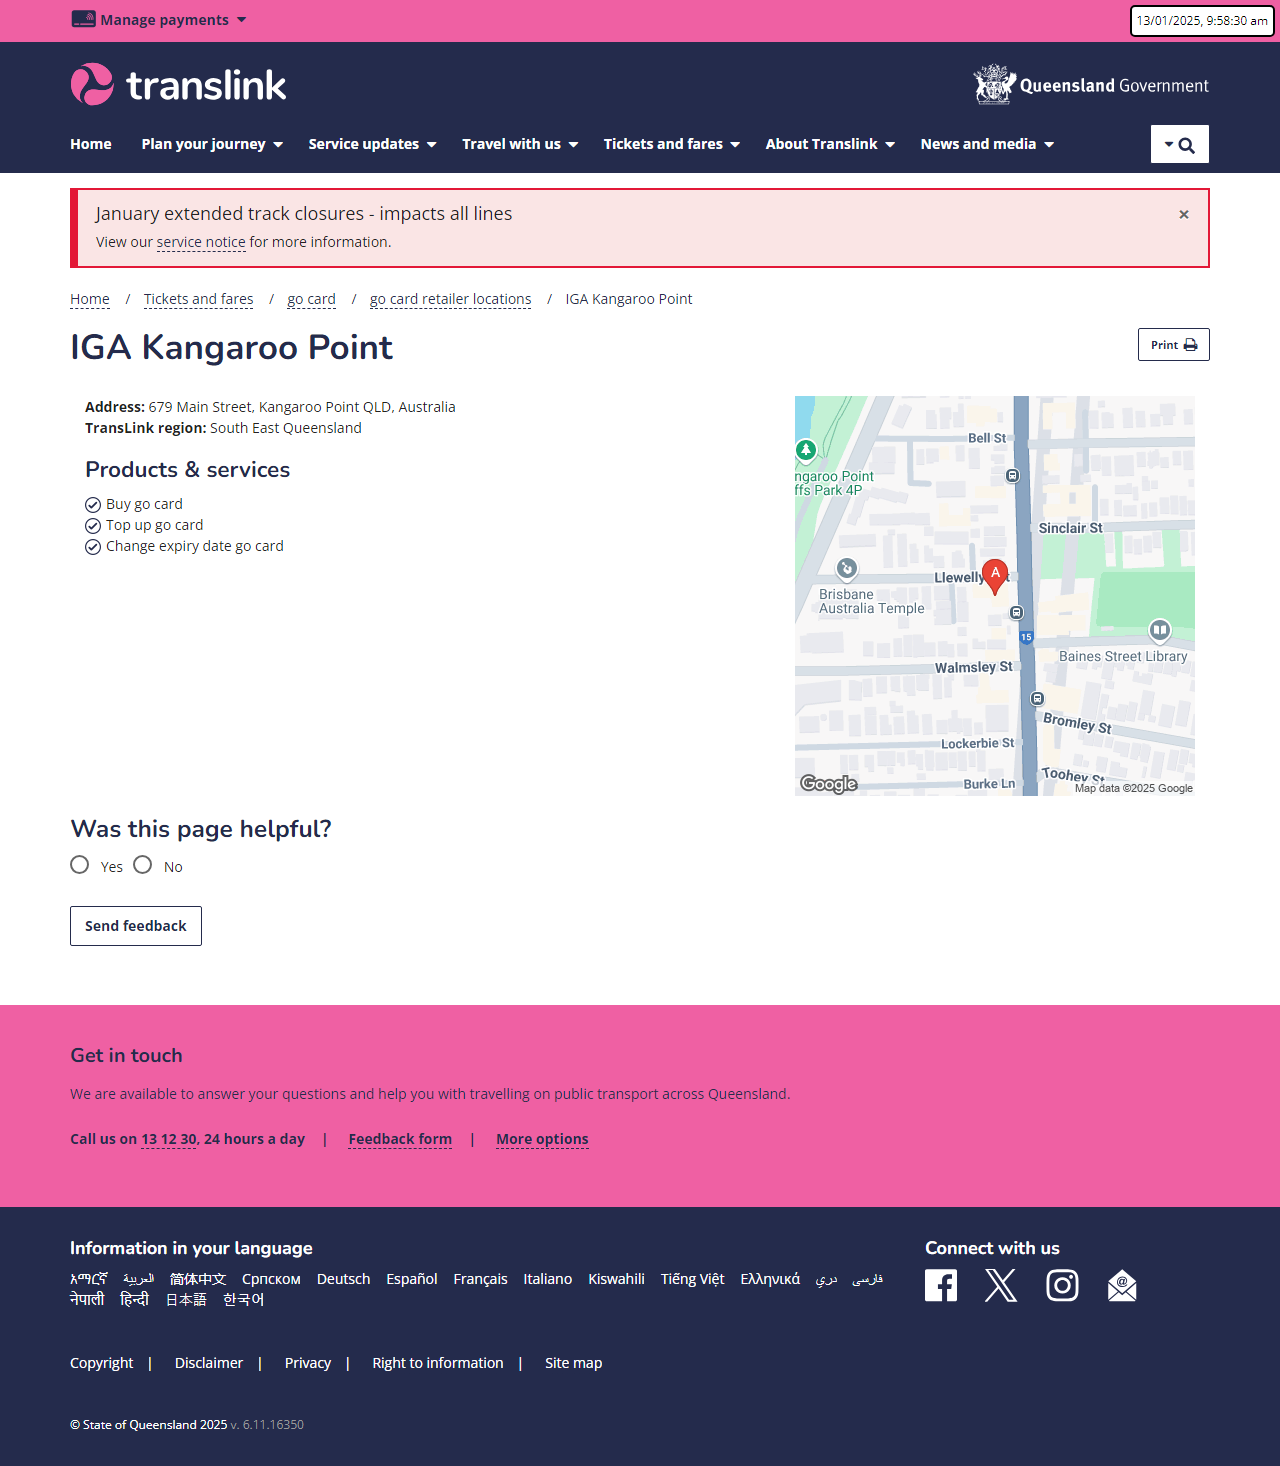 Manage payments
13/01/2025, 9:58:30 am
translink
Queensland Government
Home Plan your journey Service updates Travel with us Tickets and fares About Translink News and media
January extended track closures - impacts all lines ×
View our service notice for more information.
Home / Tickets and fares / go card / go card retailer locations / IGA Kangaroo Point
IGA Kangaroo Point
Print
Address: 679 Main Street, Kangaroo Point QLD, Australia
TransLink region: South East Queensland
Products & services
Buy go card
Top up go card
Change expiry date go card
Bell St
ngaroo Point
ffs Park 4P
Sinclair St
Llewelly
A
Brisbane
Australia Temple
15
Baines Street Library
Walmsley St
Bromley St
Lockerbie St
Toohey St
Burke Ln
Google
Map data ©2025 Google
Was this page helpful?
Yes No
Send feedback
Get in touch
We are available to answer your questions and help you with travelling on public transport across Queensland.
Call us on 13 12 30, 24 hours a day | Feedback form | More options
Information in your language
Connect with us
አማርኛ العربية 简体中文 Српском Deutsch Español Français Italiano Kiswahili Tiếng Việt Ελληνικά دري فارسی
नेपाली हिन्दी 日本語 한국어
Copyright | Disclaimer | Privacy | Right to information | Site map
© State of Queensland 2025 v. 6.11.16350